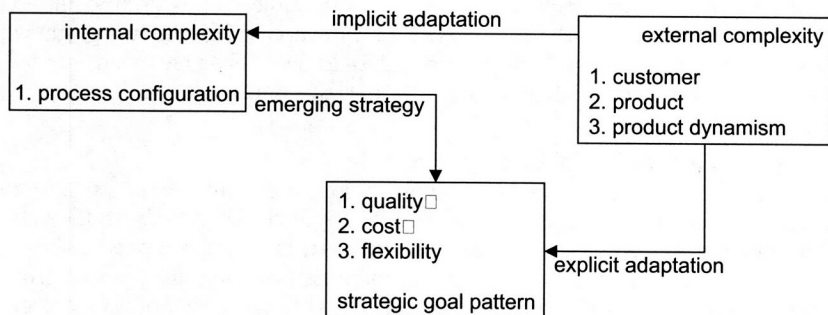 implicit adaptation
internal complexity
1. process configuration
external complexity
1. customer
2. product
3. product dynamism
emerging strategy
1. quality□
2. cost□
3. flexibility
strategic goal pattern
explicit adaptation